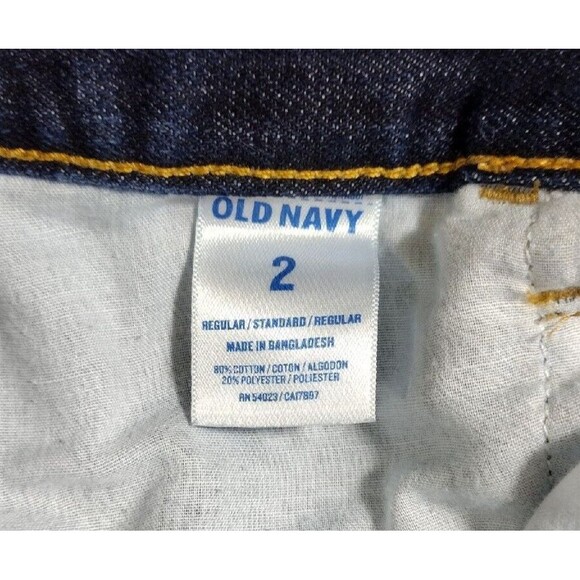 OLD NAVY
2
REGULAR/STANDARD/REGULAR
MADE IN BANGLADESH
80% COTTON/COTON/ALGODON
20% POLYESTER/POLIESTER
RN 54023/CA17897